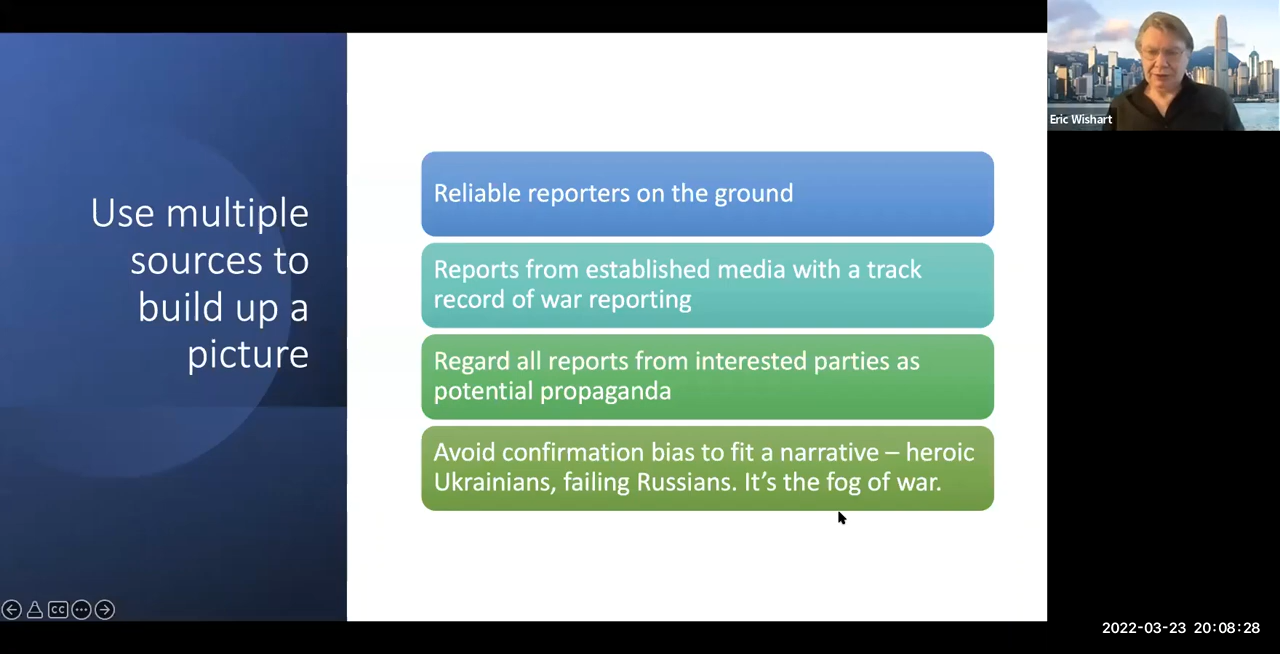 Use multiple
sources to
build up a
picture
Reliable reporters on the ground
Reports from established media with a track
record of war reporting
Regard all reports from interested parties as
potential propaganda
Avoid confirmation bias to fit a narrative – heroic
Ukrainians, failing Russians. It’s the fog of war.
Eric Wishart
CC
2022-03-23 20:08:28